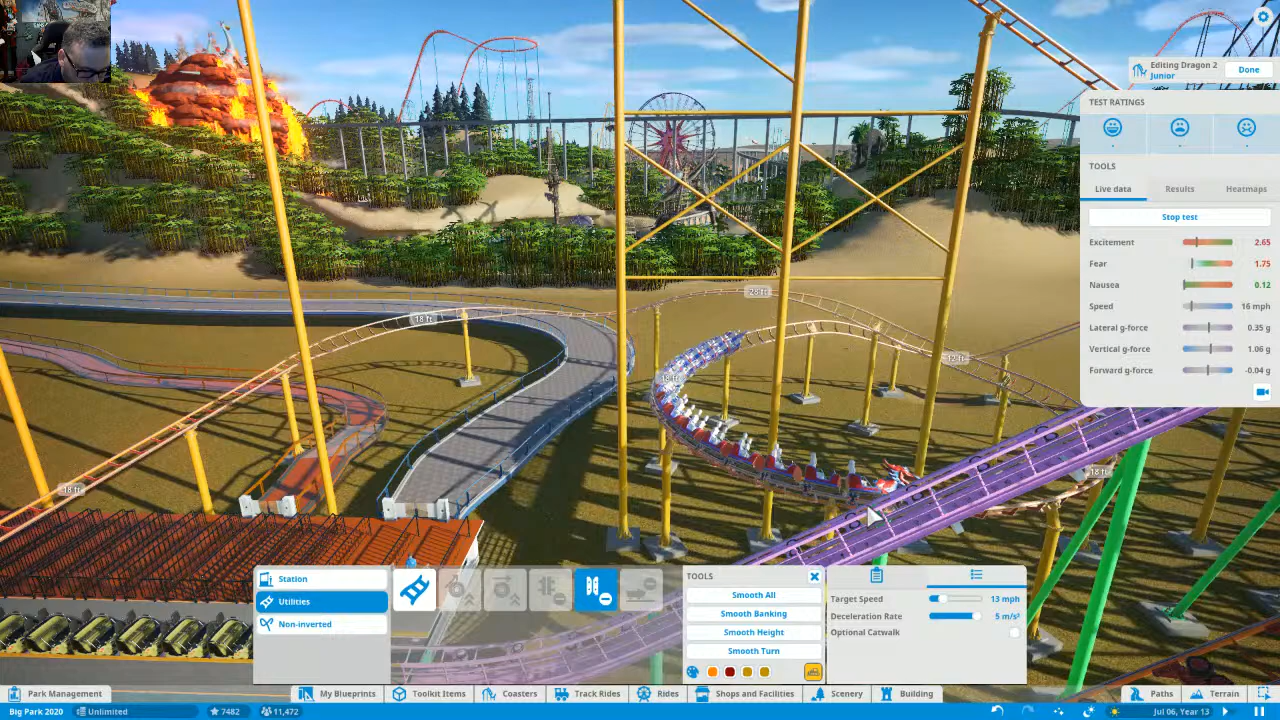 Editing Dragon 2
Junior
Done
TEST RATINGS
TOOLS
Live data
Results
Heatmaps
Stop test
Excitement 2.65
Fear 1.75
Nausea 0.12
Speed 16 mph
Lateral g-force 0.35 g
Vertical g-force 1.06 g
Forward g-force -0.04 g
18 ft
18 ft
18 ft
Station
Utilities
Non-inverted
TOOLS
Smooth All
Smooth Banking
Smooth Height
Smooth Turn
Target Speed 13 mph
Deceleration Rate 5 m/s²
Optional Catwalk
Park Management
My Blueprints
Toolkit Items
Coasters
Track Rides
Rides
Shops and Facilities
Scenery
Building
Paths
Terrain
Big Park 2020
Unlimited
7482
11,472
Jul 06, Year 13